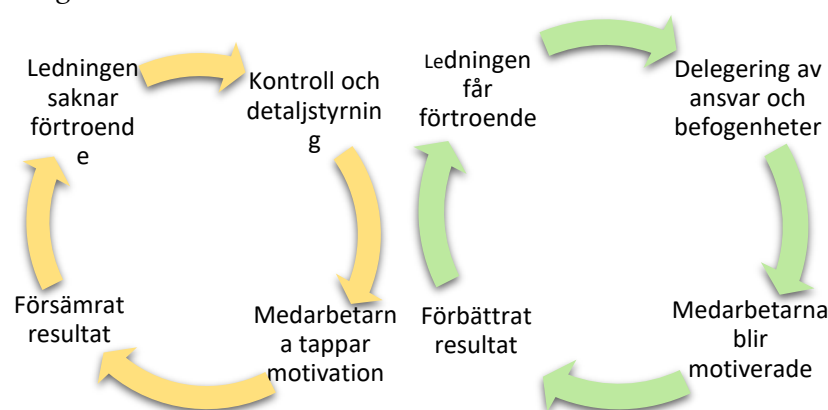 Ledningen
saknar
förtroend
e
Kontroll och
detaljstyrnin
g
Medarbetarn
a tappar
motivation
Försämrat
resultat
Ledningen
får
förtroende
Delegering av
ansvar och
befogenheter
Medarbetarna
blir
motiverade
Förbättrat
resultat